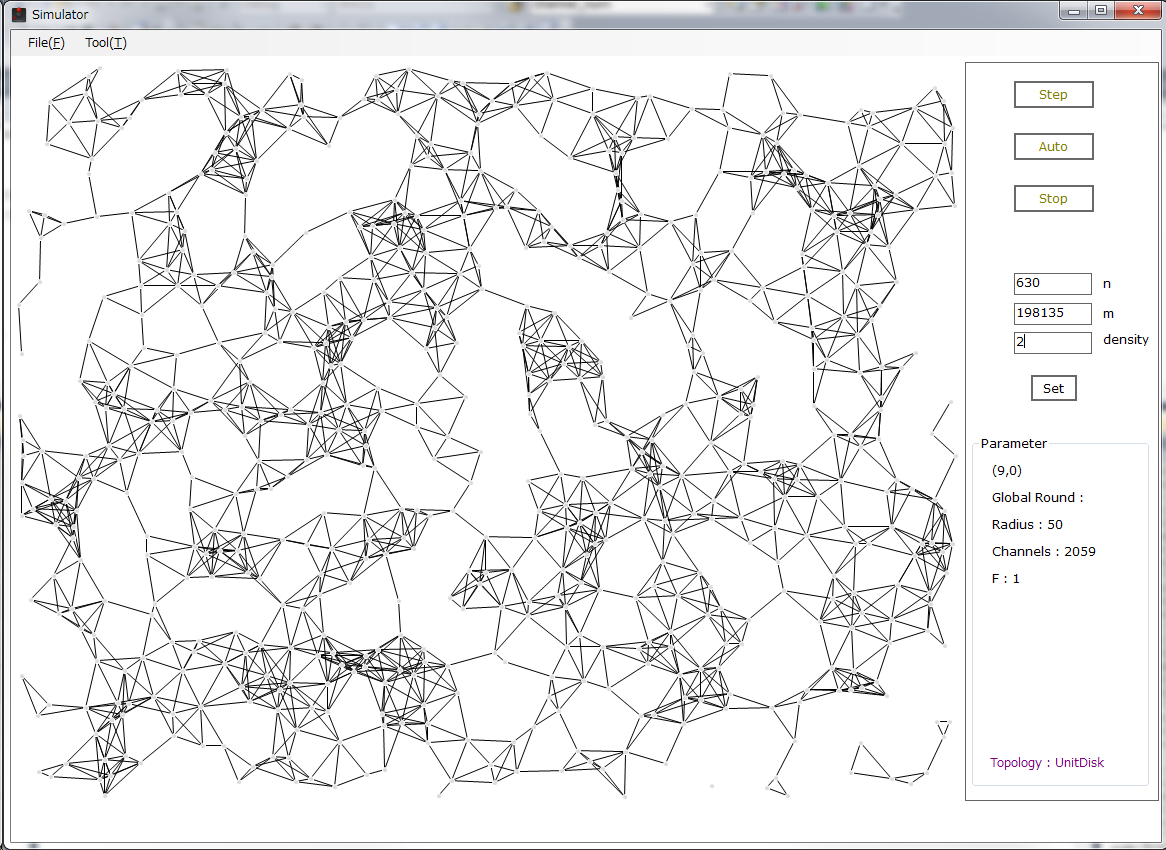 Simulator
File(F) Tool(T)
Step
Auto
Stop
630 n
198135 m
2 density
Set
Parameter
(9,0)
Global Round :
Radius : 50
Channels : 2059
F : 1
Topology : UnitDisk